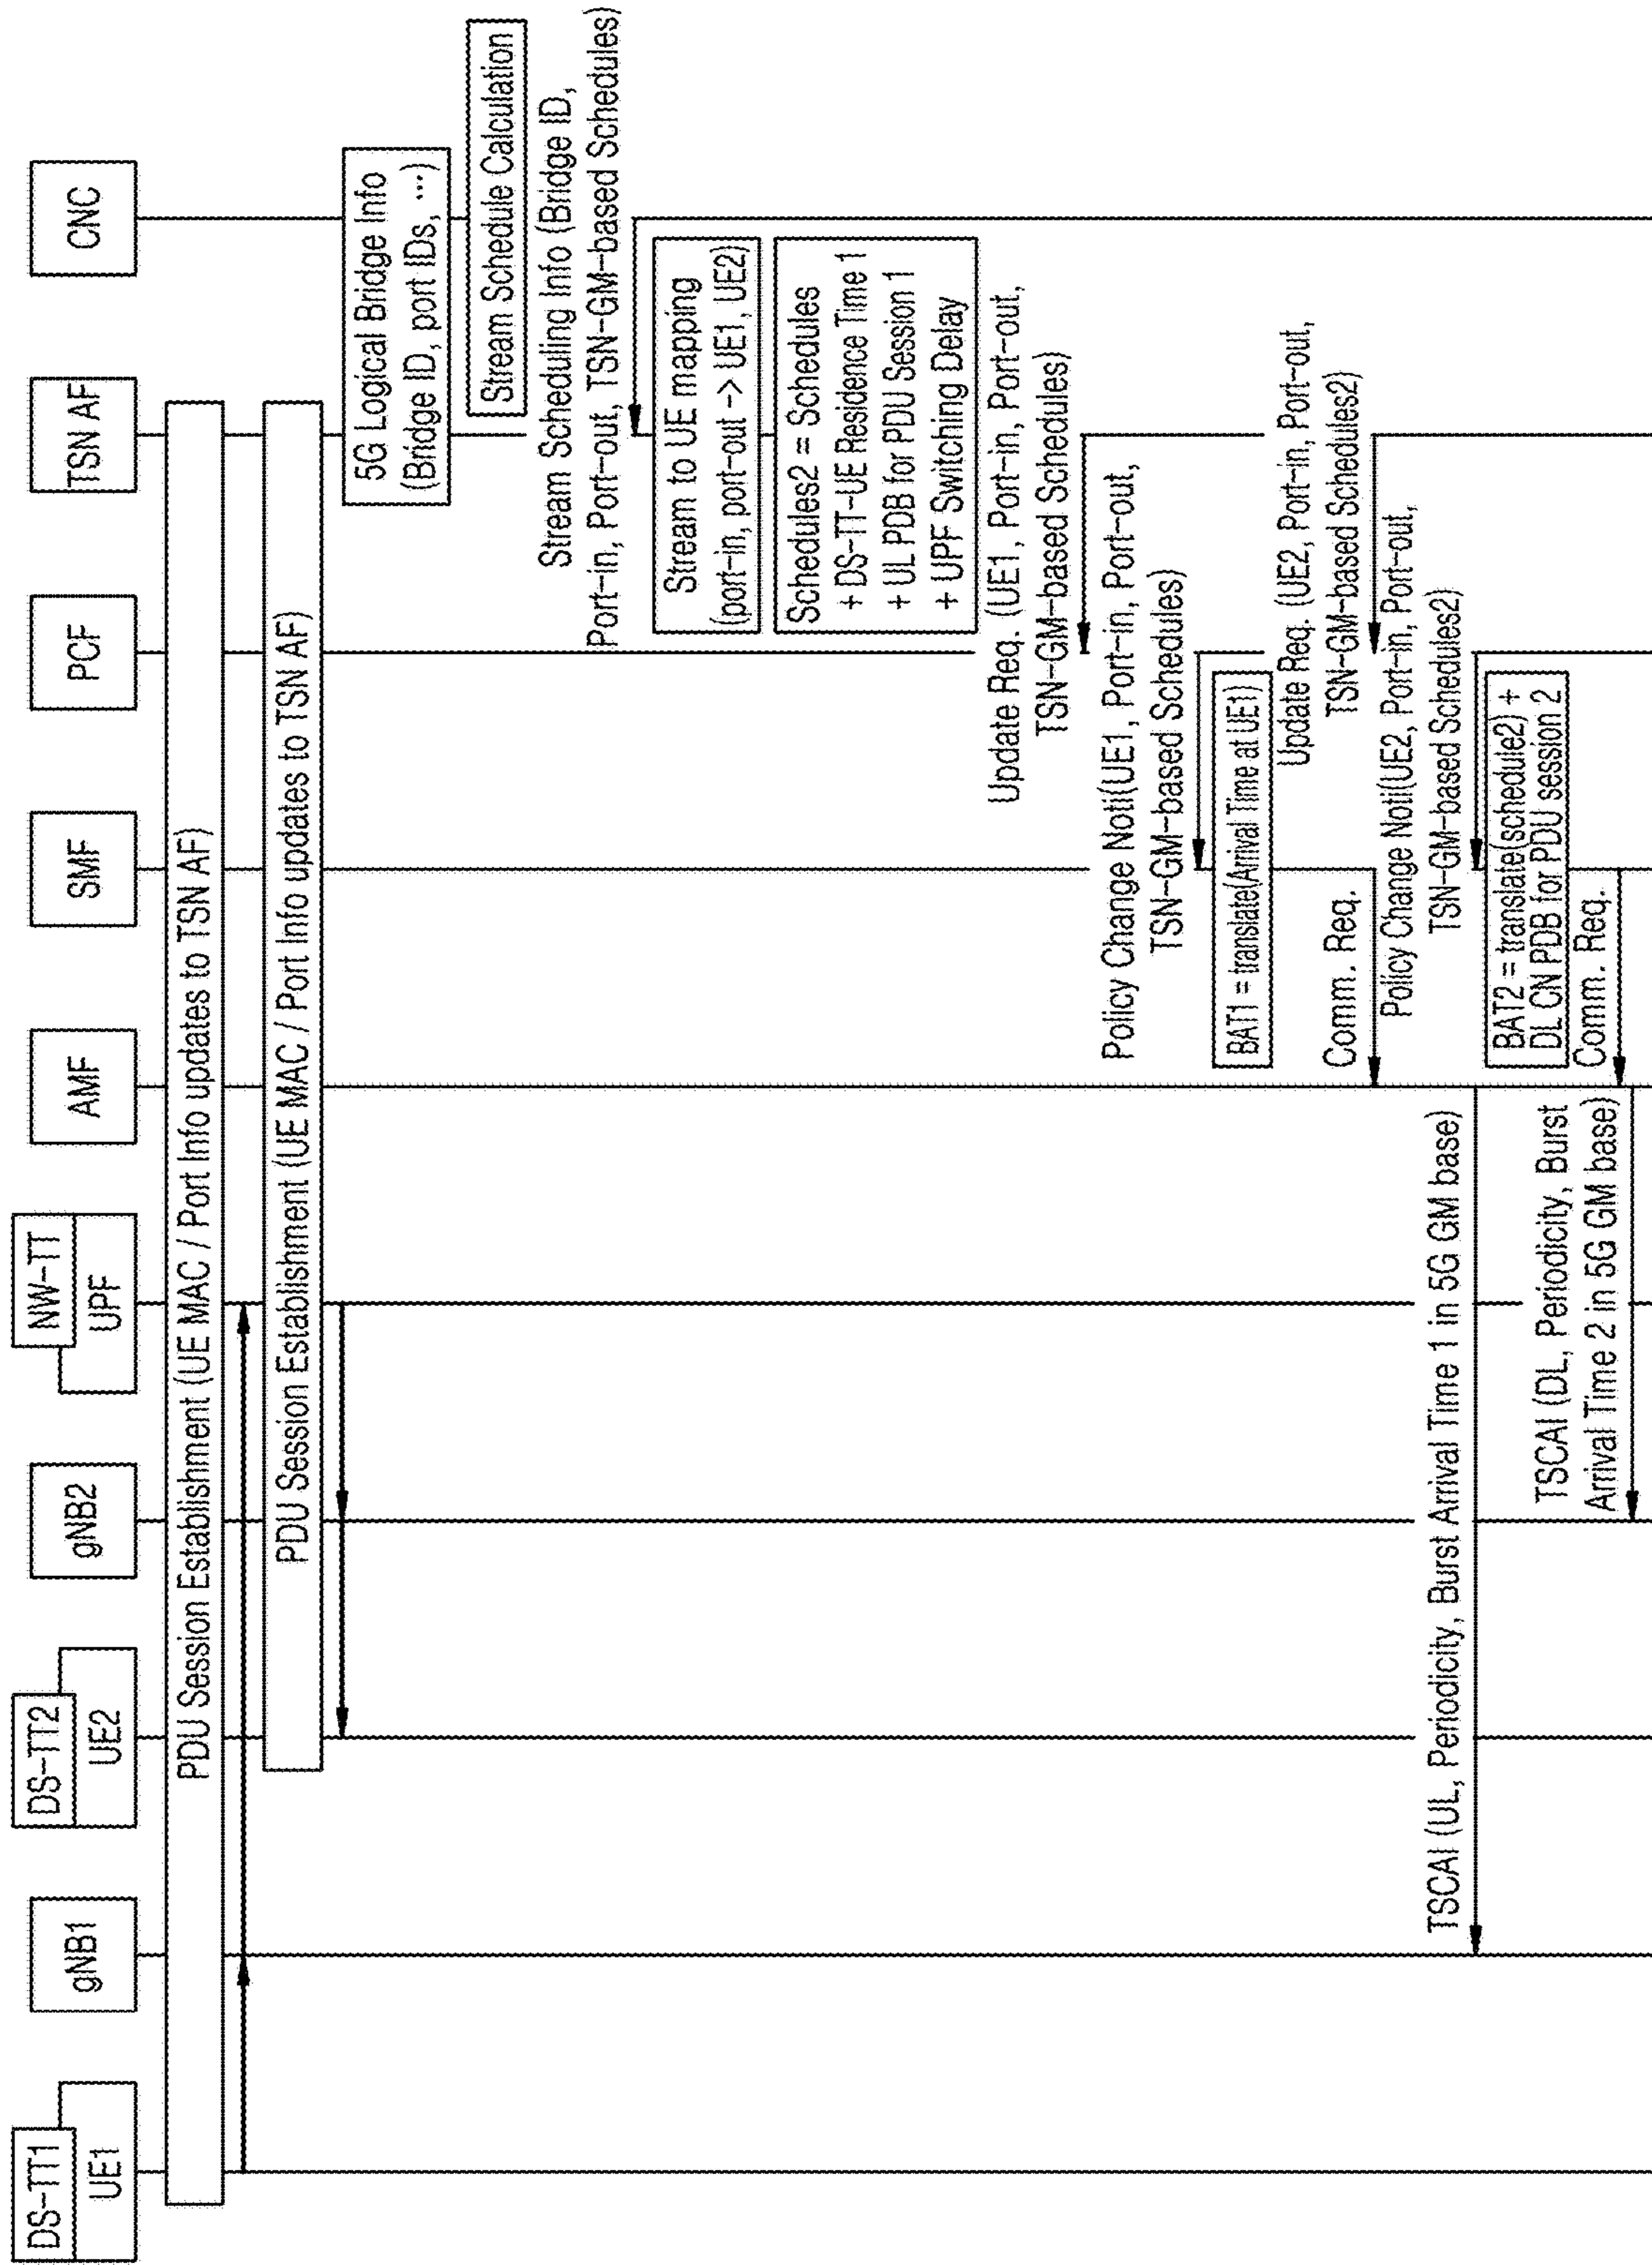 DS-TT1
UE1
gNB1
DS-TT2
UE2
gNB2
NW-TT
UPF
AMF
SMF
PCF
TSN AF
CNC
PDU Session Establishment (UE MAC / Port Info updates to TSN AF)
PDU Session Establishment (UE MAC / Port Info updates to TSN AF)
5G Logical Bridge Info
(Bridge ID, port IDs, ...)
Stream Schedule Calculation
Stream Scheduling Info (Bridge ID,
Port-in, Port-out, TSN-GM-based Schedules)
Stream to UE mapping
(port-in, port-out -> UE1, UE2)
Schedules2 = Schedules
+ DS-TT-UE Residence Time 1
+ UL PDB for PDU Session 1
+ UPF Switching Delay
Update Req. (UE1, Port-in, Port-out,
TSN-GM-based Schedules)
Policy Change Noti(UE1, Port-in, Port-out,
TSN-GM-based Schedules)
BAT1 = translate(Arrival Time at UE1)
Update Req. (UE2, Port-in, Port-out,
TSN-GM-based Schedules2)
Comm. Req.
Policy Change Noti(UE2, Port-in, Port-out,
TSN-GM-based Schedules2)
TSCAI (UL, Periodicity, Burst Arrival Time 1 in 5G GM base)
BAT2 = translate(schedule2) +
DL CN PDB for PDU session 2
Comm. Req.
TSCAI (DL, Periodicity, Burst
Arrival Time 2 in 5G GM base)